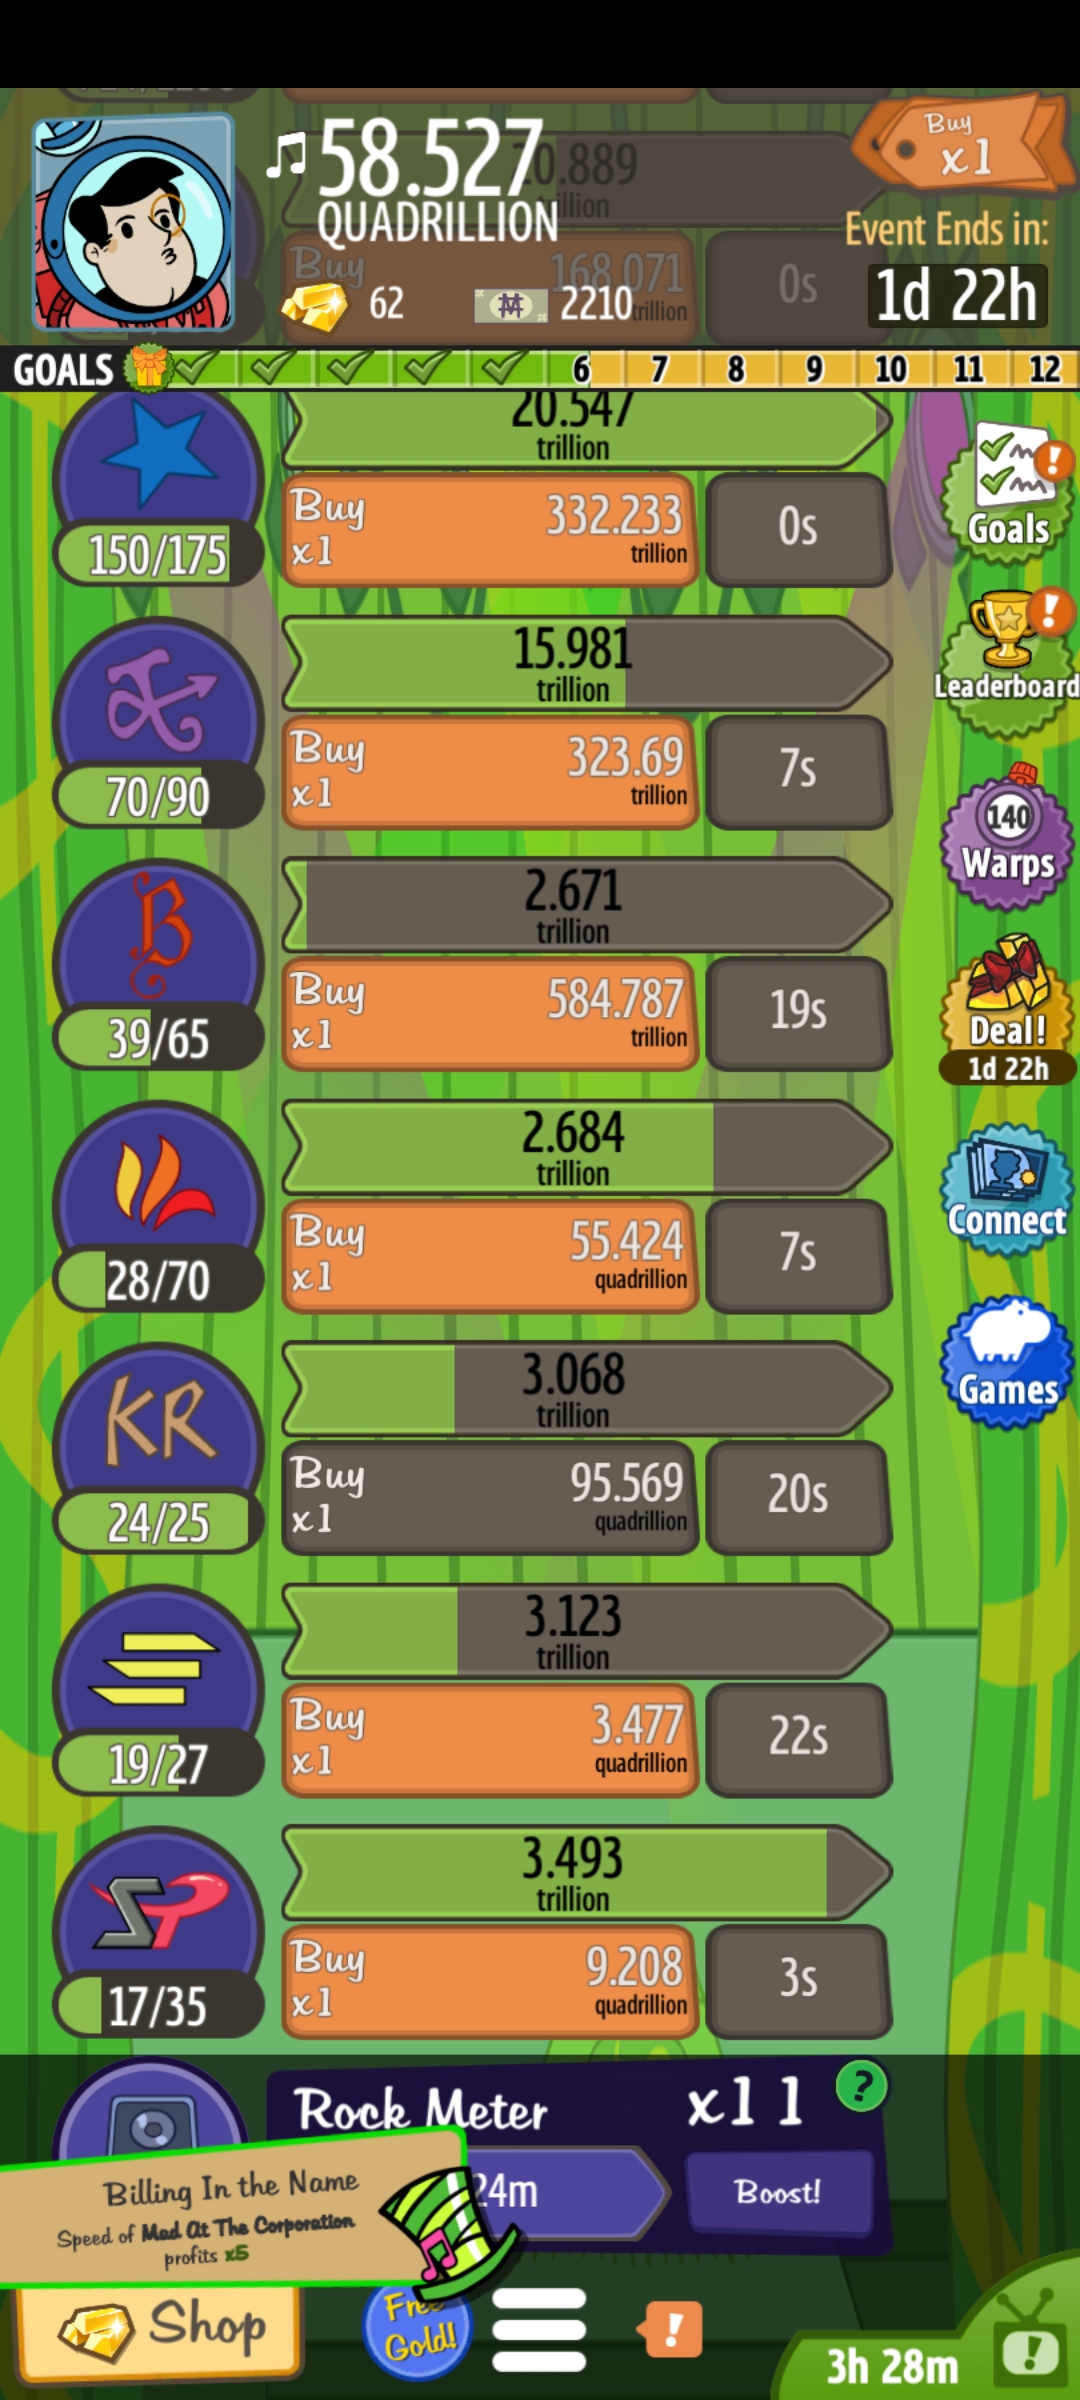 58.527
QUADRILLION
20.889
trillion
Buy
x1
Event Ends in:
1d 22h
Buy
168.071
trillion
0s
62
2210
GOALS
6
7
8
9
10
11
12
20.547
trillion
150/175
Buy
x1
332.233
trillion
0s
Goals
15.981
trillion
70/90
Buy
x1
323.69
trillion
7s
Leaderboard
140
Warps
2.671
trillion
39/65
Buy
x1
584.787
trillion
19s
Deal!
1d 22h
2.684
trillion
28/70
Buy
x1
55.424
quadrillion
7s
Connect
KR
3.068
trillion
24/25
Buy
x1
95.569
quadrillion
20s
Games
3.123
trillion
19/27
Buy
x1
3.477
quadrillion
22s
3.493
trillion
17/35
Buy
x1
9.208
quadrillion
3s
Rock Meter
x11
?
24m
Boost!
Billing In the Name
Speed of Mad At The Corporation
profits x5
Shop
Free
Gold!
!
3h 28m
!